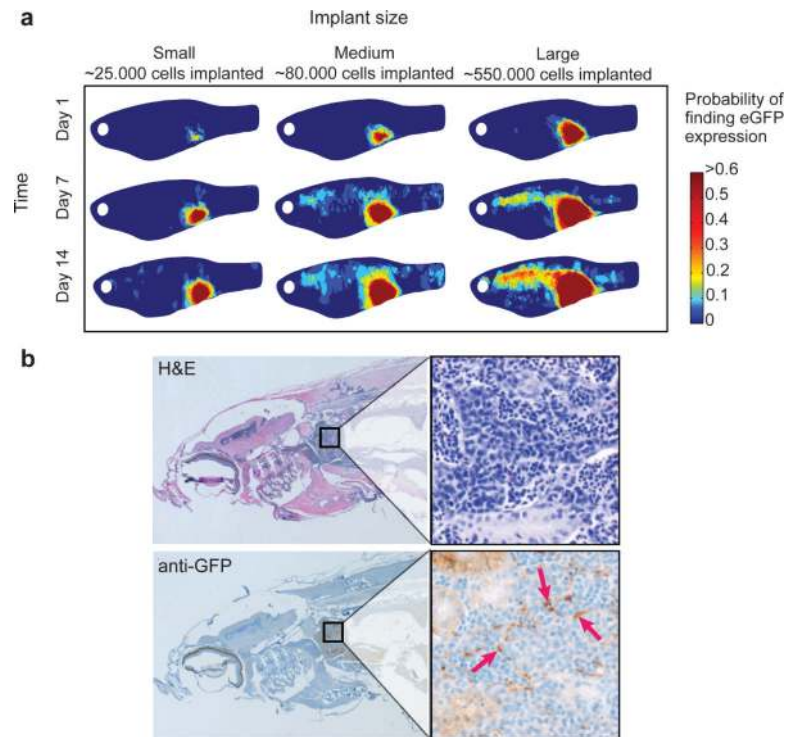 a
Implant size
Small
~25.000 cells implanted
Medium
~80.000 cells implanted
Large
~550.000 cells implanted
Time
Day 1
Day 7
Day 14
Probability of
finding eGFP
expression
>0.6
0.5
0.4
0.3
0.2
0.1
0
b
H&E
anti-GFP